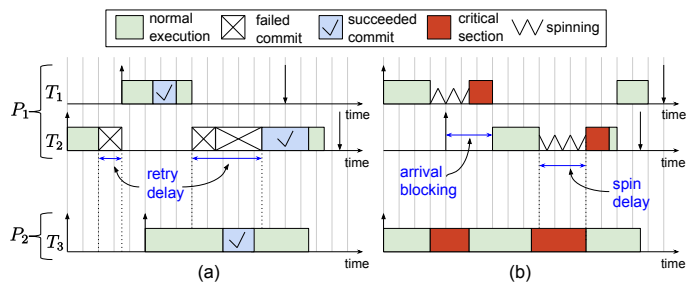 normal execution
failed commit
succeeded commit
critical section
spinning
P1
T1
time
T2
time
retry delay
P2
T3
time
(a)
time
time
arrival blocking
spin delay
time
(b)